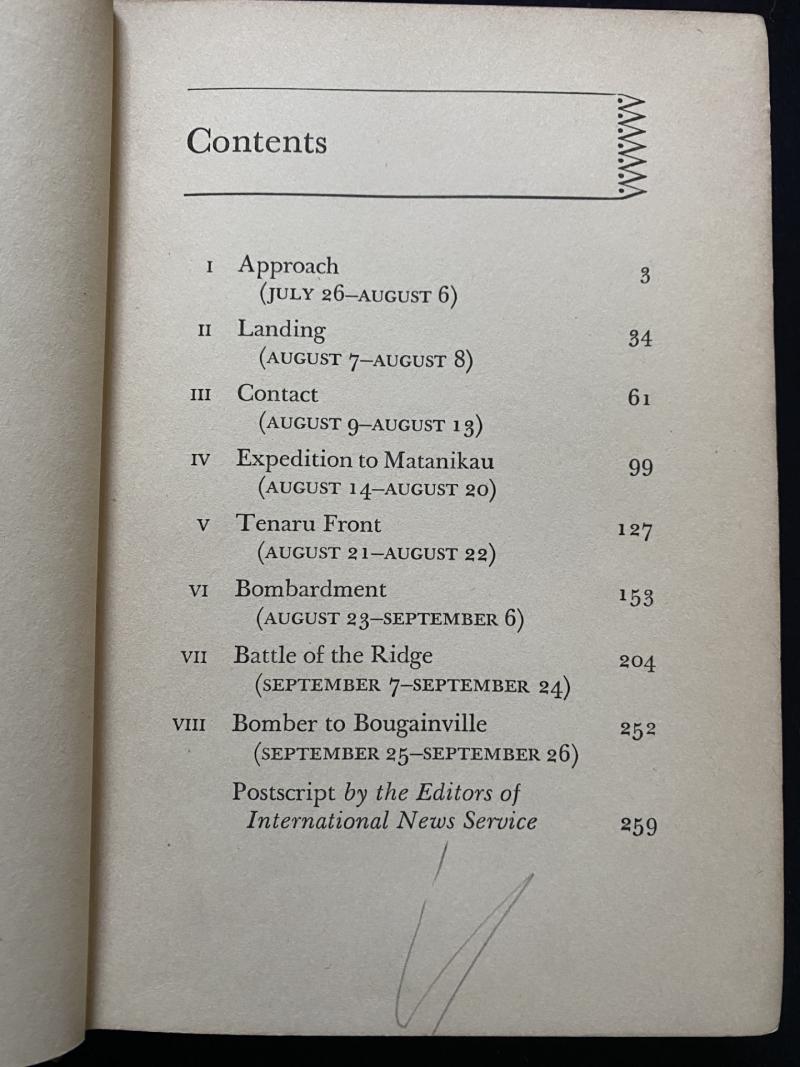 Contents
I Approach 3
(JULY 26–AUGUST 6)
II Landing 34
(AUGUST 7–AUGUST 8)
III Contact 61
(AUGUST 9–AUGUST 13)
IV Expedition to Matanikau 99
(AUGUST 14–AUGUST 20)
V Tenaru Front 127
(AUGUST 21–AUGUST 22)
VI Bombardment 153
(AUGUST 23–SEPTEMBER 6)
VII Battle of the Ridge 204
(SEPTEMBER 7–SEPTEMBER 24)
VIII Bomber to Bougainville 252
(SEPTEMBER 25–SEPTEMBER 26)
Postscript by the Editors of
International News Service 259